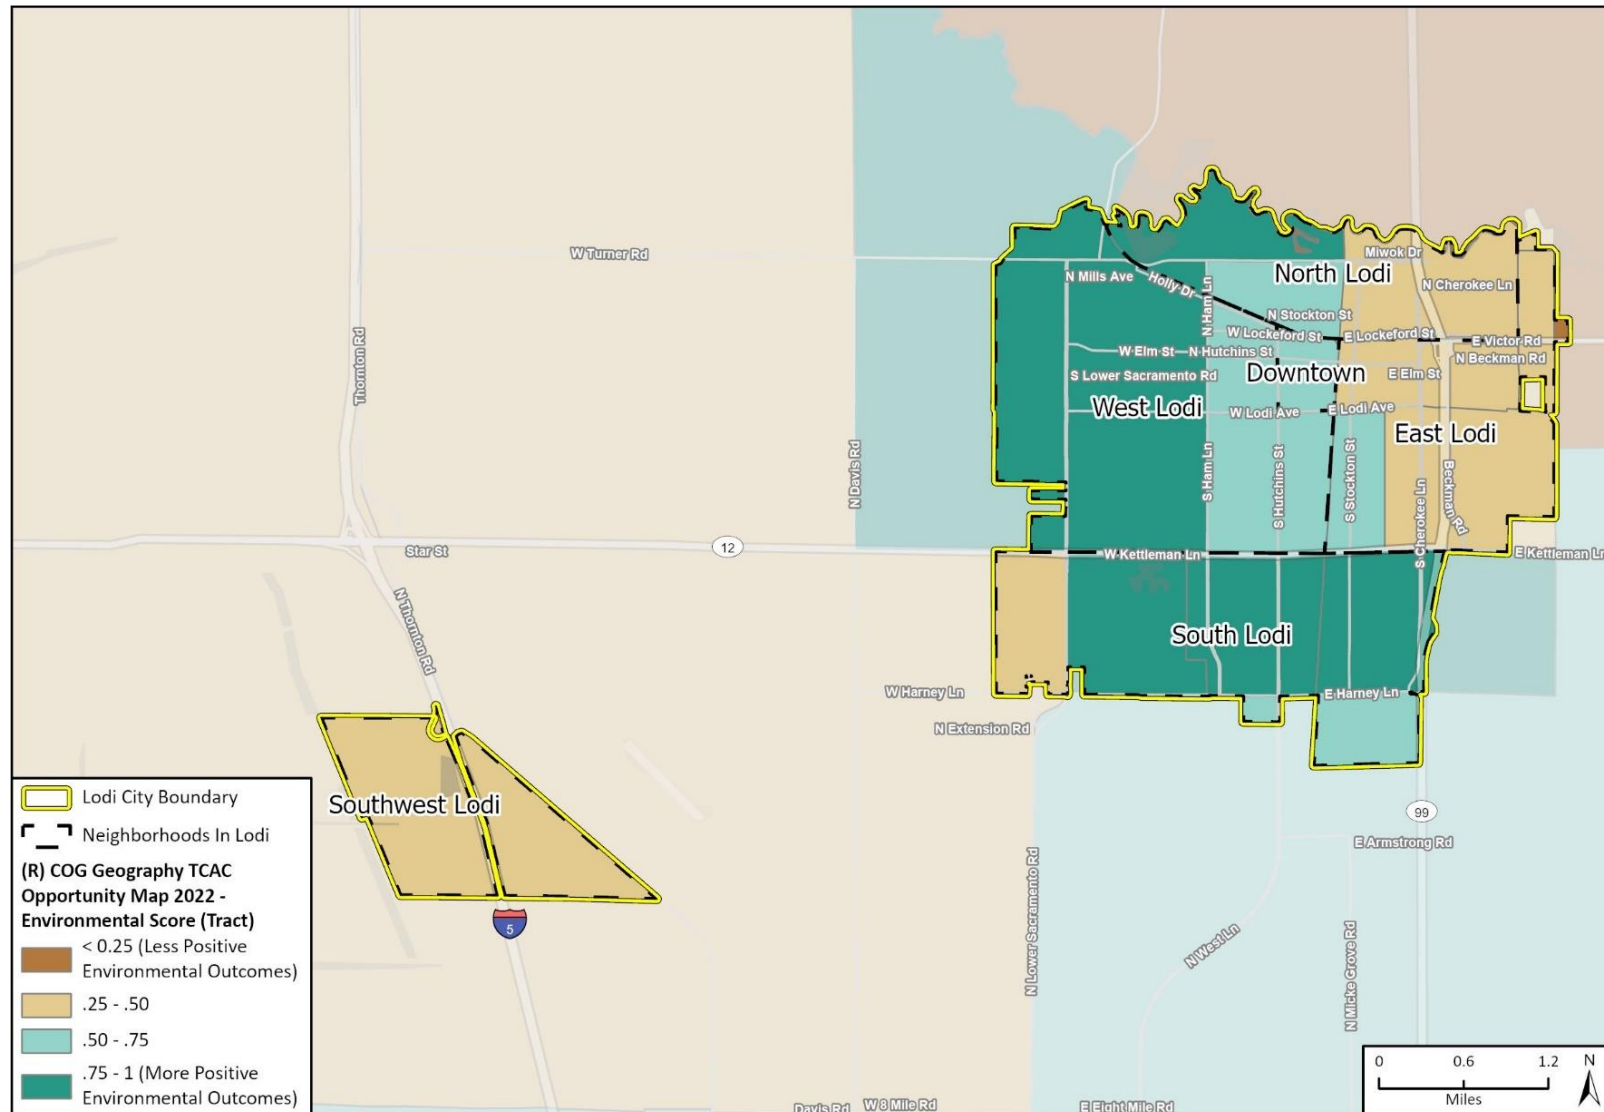 W Turner Rd
Miwok Dr
North Lodi
N Mills Ave
Holly Dr
N Ham Ln
N Cherokee Ln
N Stockton St
W Lockeford St
E Lockeford St
E Victor Rd
W Elm St
N Hutchins St
N Beckman Rd
S Lower Sacramento Rd
Downtown
E Elm St
Thornton Rd
West Lodi
W Lodi Ave
E Lodi Ave
East Lodi
N Davis Rd
S Ham Ln
S Hutchins St
S Stockton St
S Cherokee Ln
Beckman Rd
Star St
12
W Kettleman Ln
E Kettleman Ln
N Thornton Rd
South Lodi
W Harney Ln
E Harney Ln
N Extension Rd
Southwest Lodi
99
E Armstrong Rd
5
N Lower Sacramento Rd
N West Ln
N Micke Grove Rd
Davis Rd
W 8 Mile Rd
E Eight Mile Rd
Lodi City Boundary
Neighborhoods In Lodi
(R) COG Geography TCAC
Opportunity Map 2022 -
Environmental Score (Tract)
< 0.25 (Less Positive
Environmental Outcomes)
.25 - .50
.50 - .75
.75 - 1 (More Positive
Environmental Outcomes)
0 0.6 1.2
Miles
N